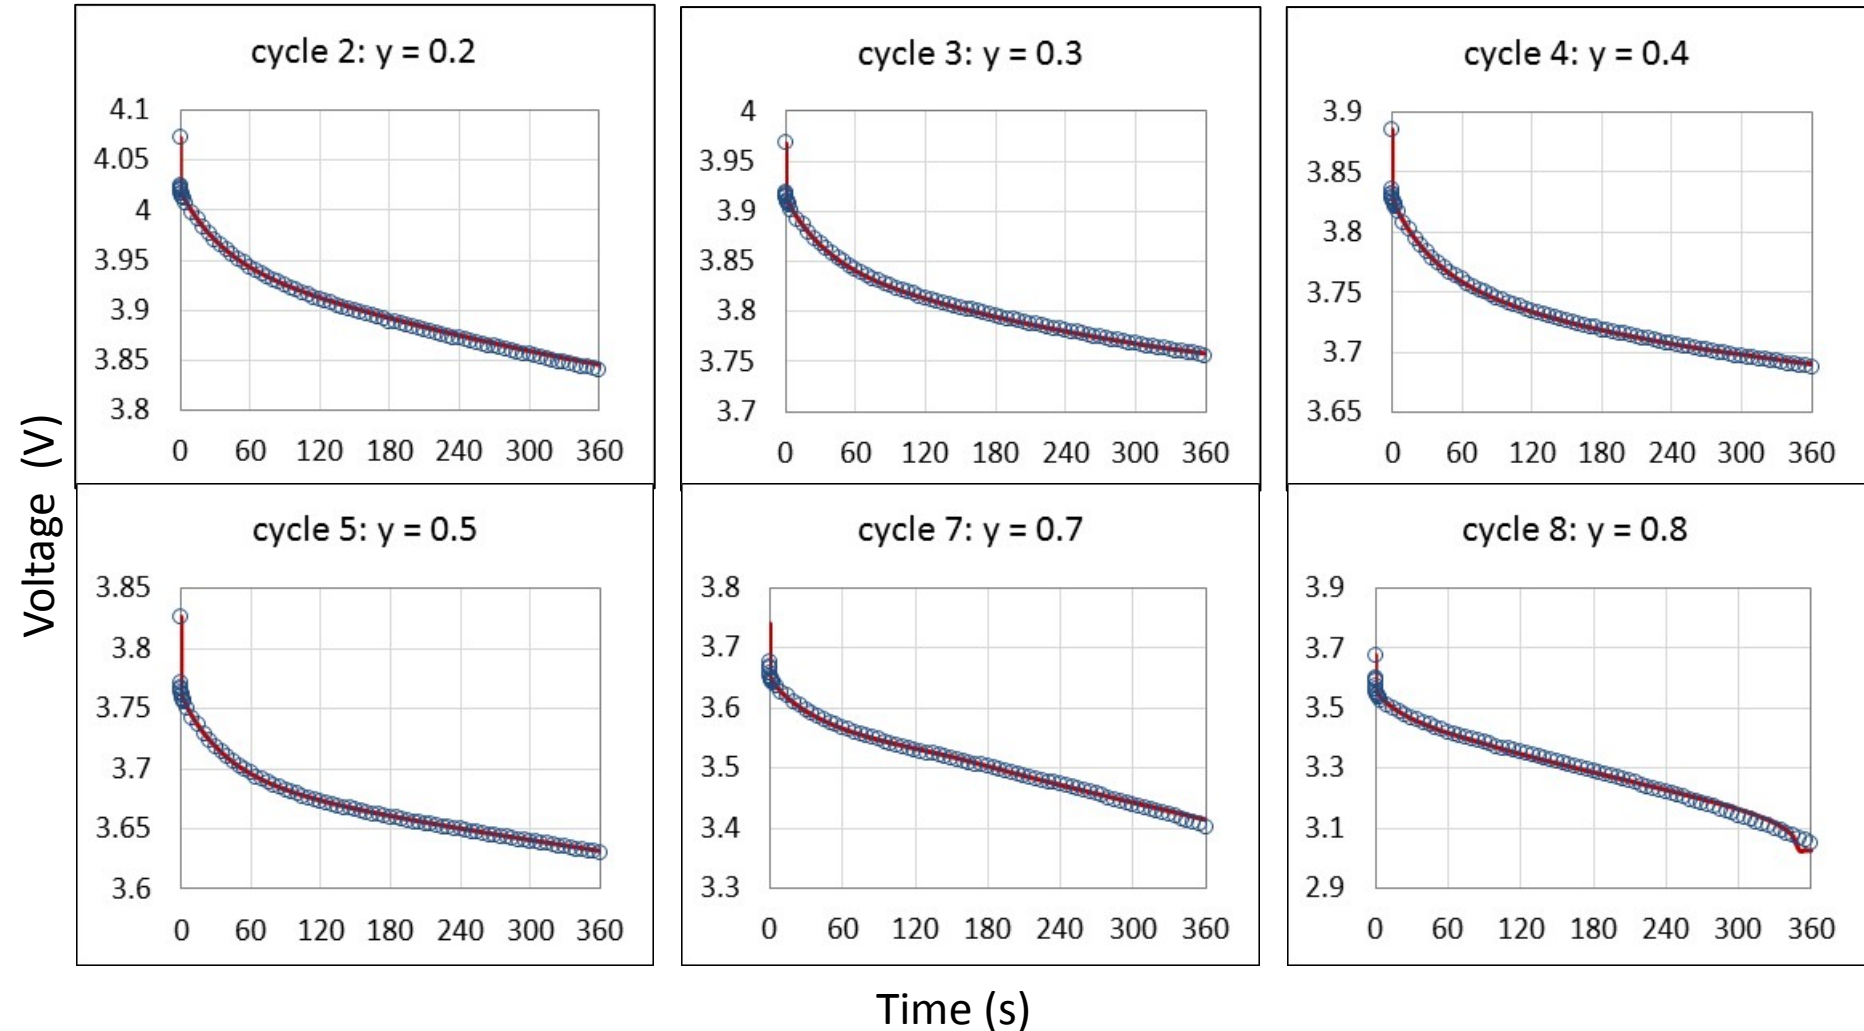 cycle 2: y = 0.2
4.1
4.05
4
3.95
3.9
3.85
3.8
0 60 120 180 240 300 360
cycle 3: y = 0.3
4
3.95
3.9
3.85
3.8
3.75
3.7
0 60 120 180 240 300 360
cycle 4: y = 0.4
3.9
3.85
3.8
3.75
3.7
3.65
0 60 120 180 240 300 360
cycle 5: y = 0.5
3.85
3.8
3.75
3.7
3.65
3.6
0 60 120 180 240 300 360
cycle 7: y = 0.7
3.8
3.7
3.6
3.5
3.4
3.3
0 60 120 180 240 300 360
cycle 8: y = 0.8
3.9
3.7
3.5
3.3
3.1
2.9
0 60 120 180 240 300 360
Voltage (V)
Time (s)